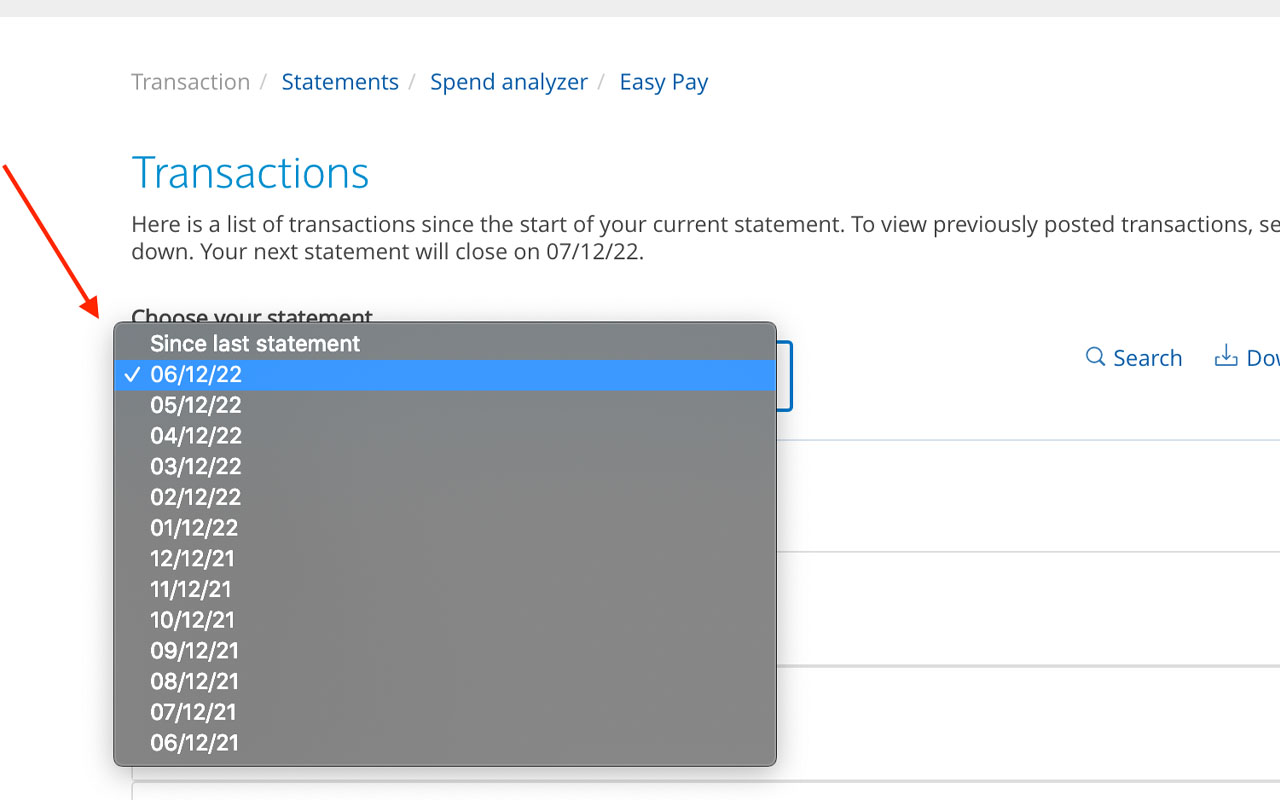 Transaction / Statements / Spend analyzer / Easy Pay
Transactions
Here is a list of transactions since the start of your current statement. To view previously posted transactions, se
down. Your next statement will close on 07/12/22.
Choose your statement
Since last statement
✓ 06/12/22
05/12/22
04/12/22
03/12/22
02/12/22
01/12/22
12/12/21
11/12/21
10/12/21
09/12/21
08/12/21
07/12/21
06/12/21
Search Dow